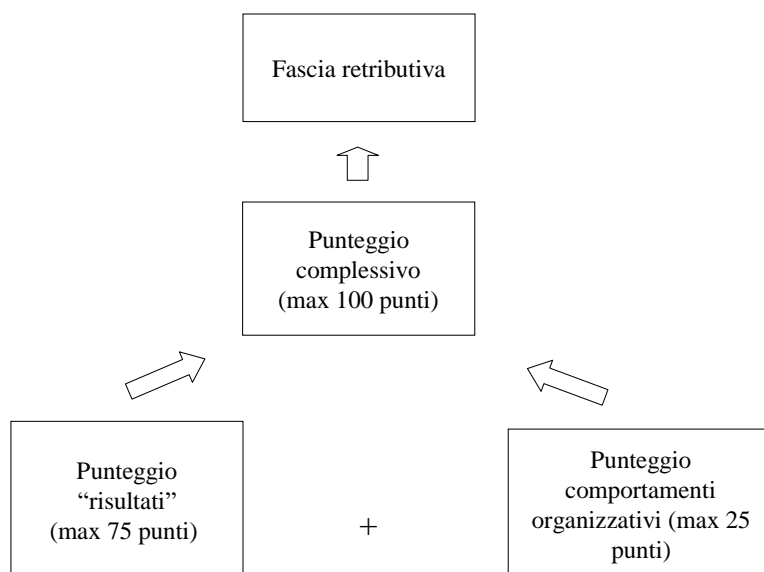 Fascia retributiva
Punteggio
complessivo
(max 100 punti)
Punteggio
“risultati”
(max 75 punti)
+
Punteggio
comportamenti
organizzativi (max 25
punti)